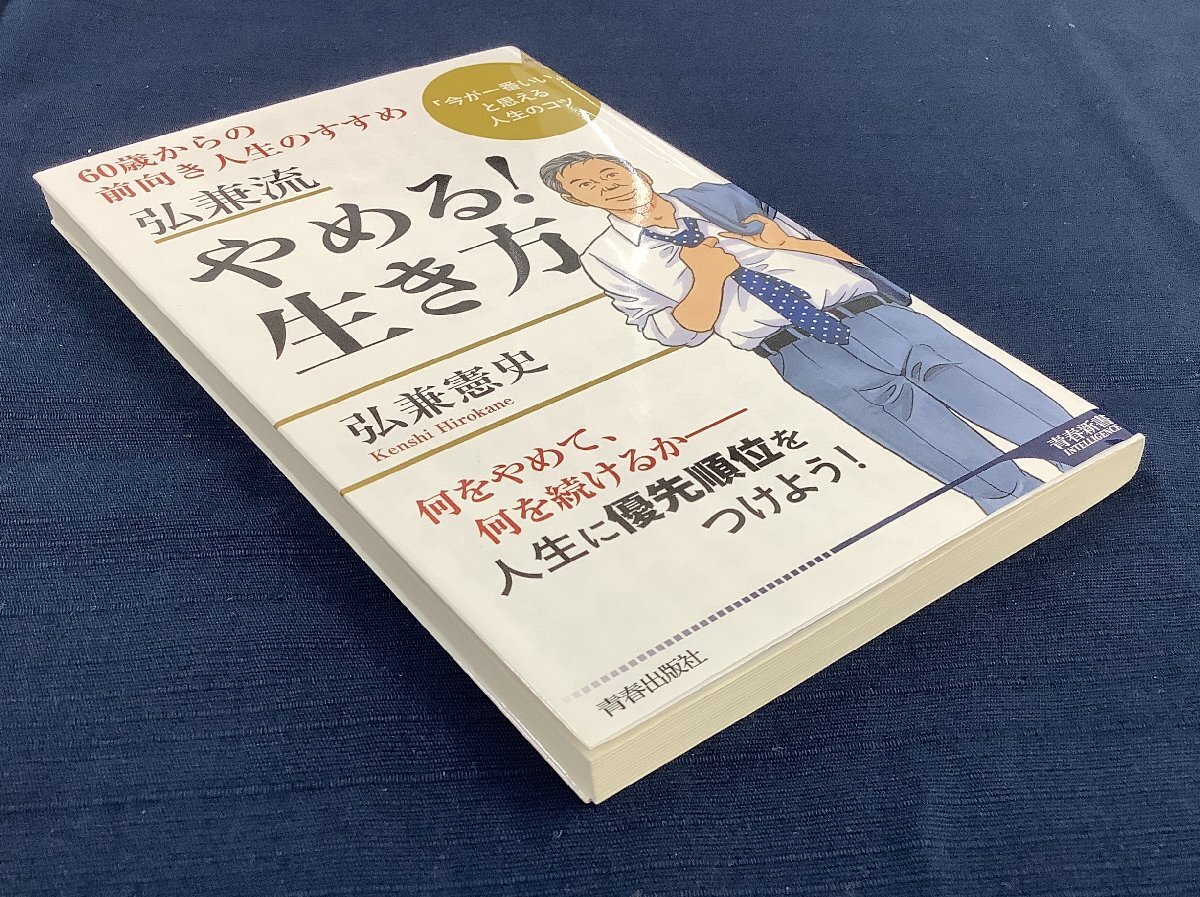 60歳からの
前向き人生のすすめ
「今が一番いい」
と思える
人生のコツ
弘兼流
やめる!
生き方
弘兼憲史
Kenshi Hirokane
何をやめて、
何を続けるか――
人生に優先順位を
つけよう!
青春新書
INTELLIGENCE
青春出版社